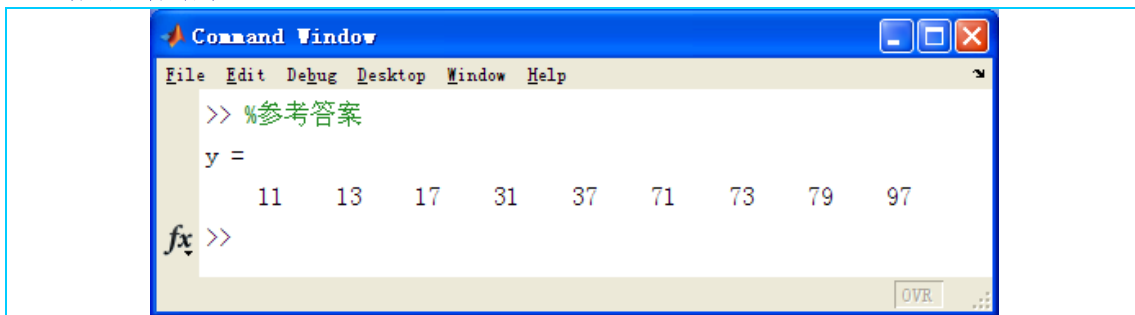 Command Window
File Edit Debug Desktop Window Help
>> %参考答案
y =
11 13 17 31 37 71 73 79 97
fx >>
OVR